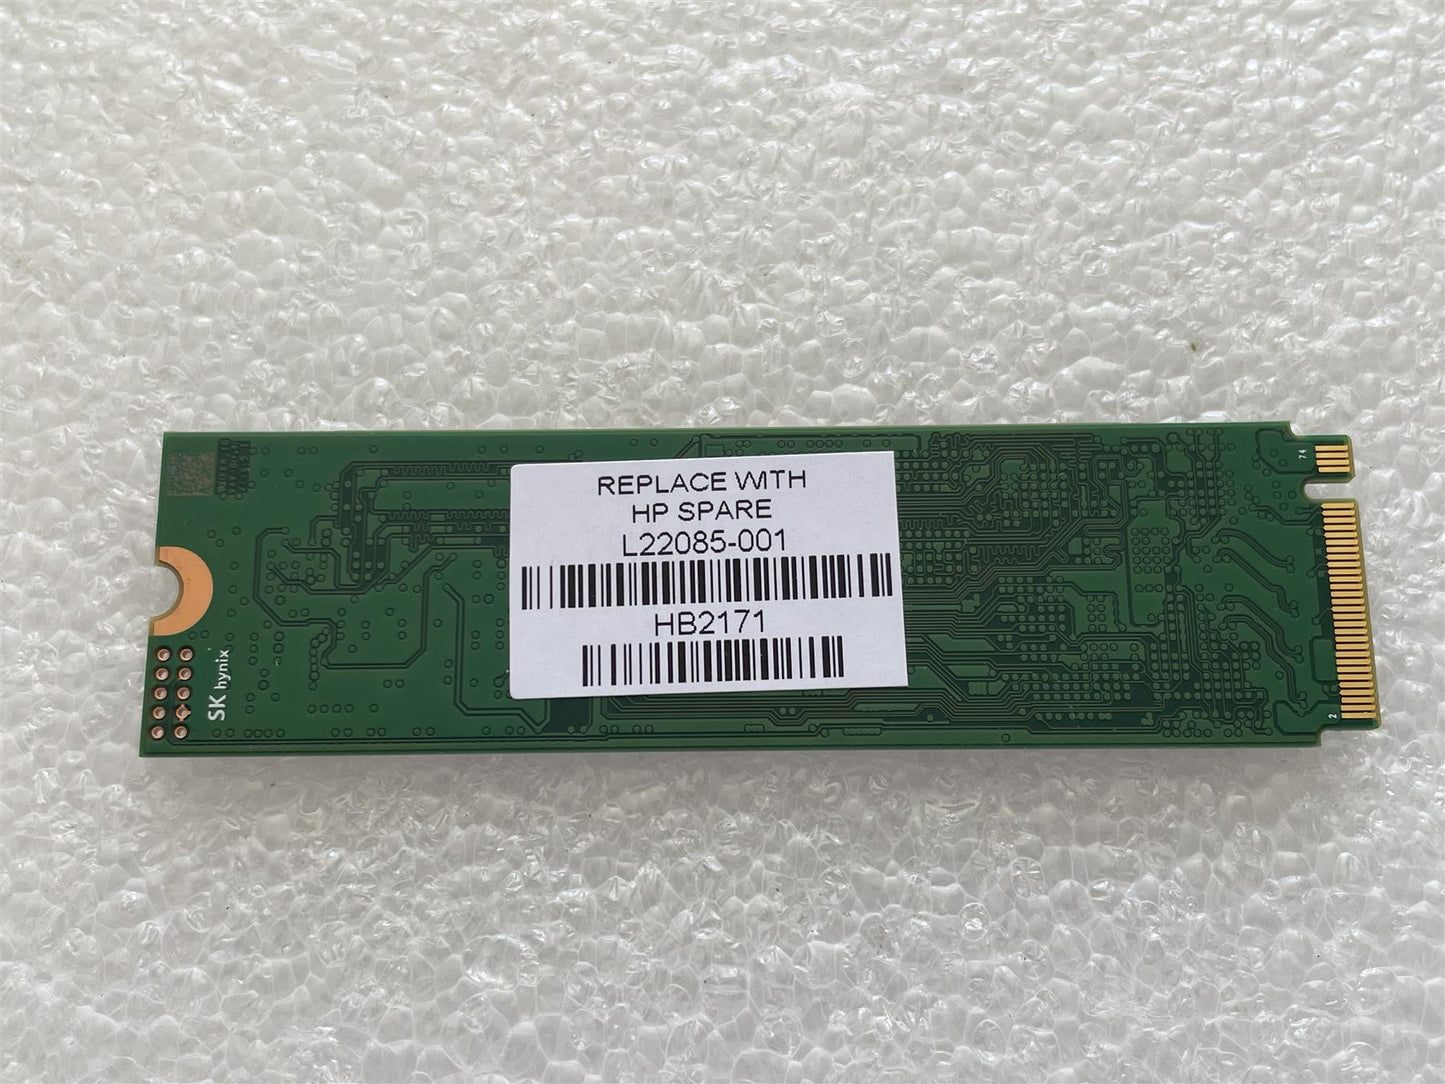 REPLACE WITH
HP SPARE
L22085-001
HB2171
SK hynix
74
2